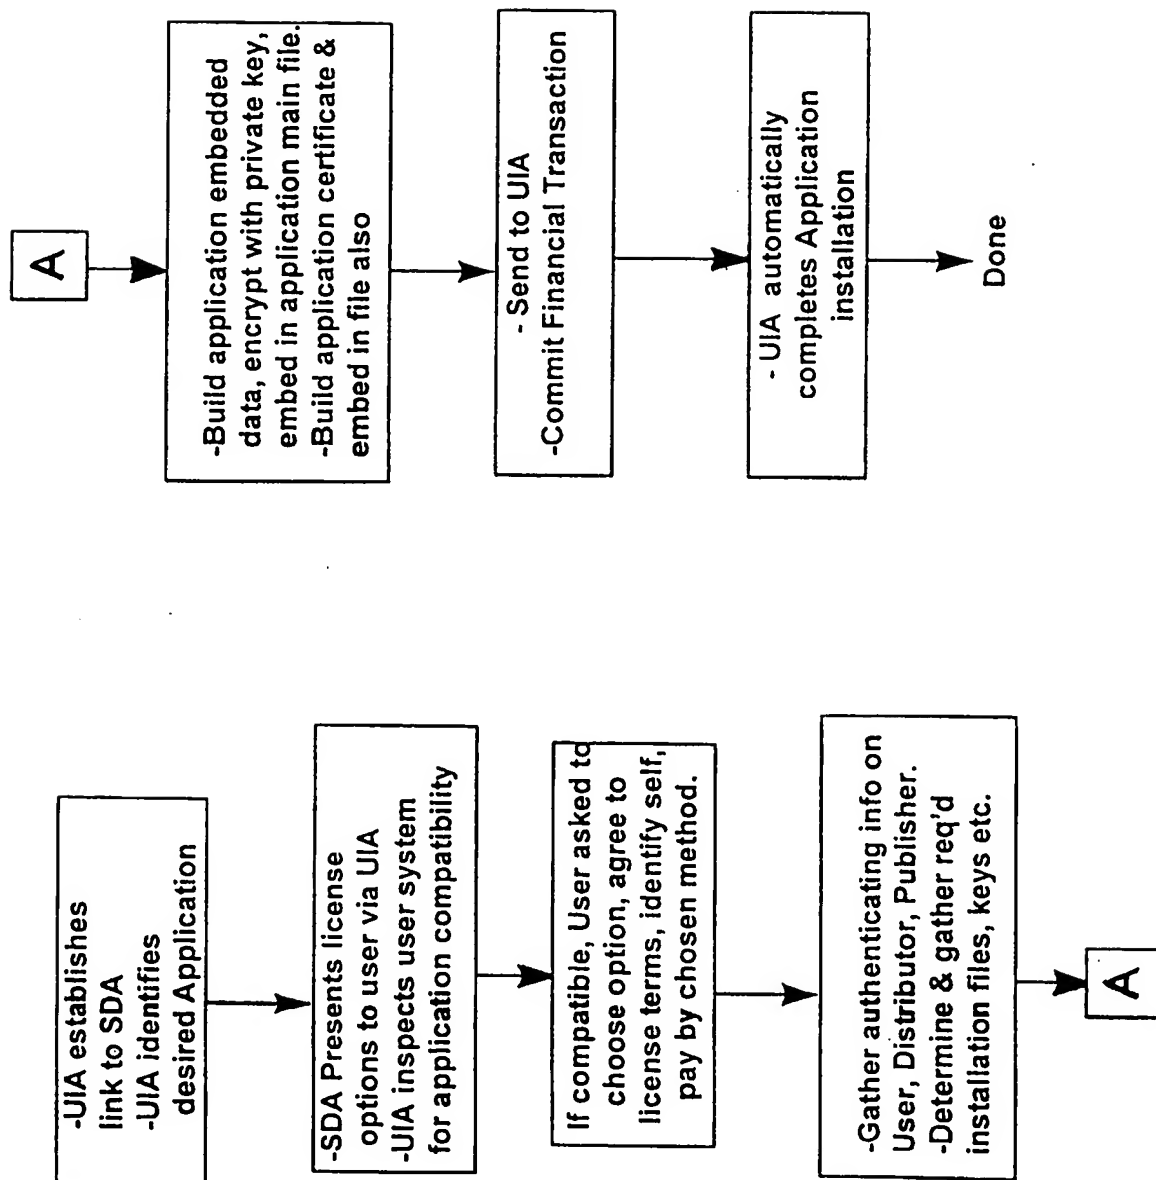 -UIA establishes
link to SDA
-UIA identifies
desired Application
-SDA Presents license
options to user via UIA
-UIA inspects user system
for application compatibility
If compatible, User asked to
choose option, agree to
license terms, identify self,
pay by chosen method.
-Gather authenticating info on
User, Distributor, Publisher.
-Determine & gather req'd
installation files, keys etc.
A
A
-Build application embedded
data, encrypt with private key,
embed in application main file.
-Build application certificate &
embed in file also
- Send to UIA
-Commit Financial Transaction
- UIA automatically
completes Application
installation
Done